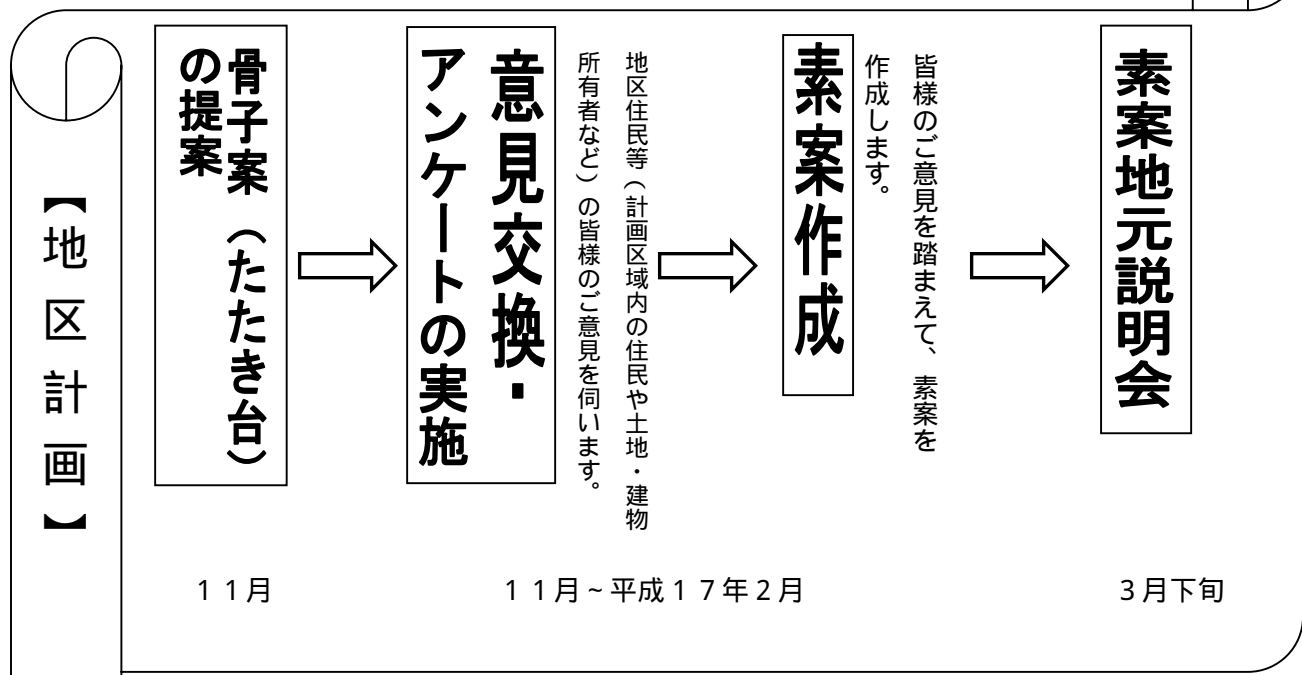 【地区計画】
骨子案（たたき台）
の提案
意見交換・
アンケートの実施
地区住民等（計画区域内の住民や土地・建物
所有者など）の皆様のご意見を伺います。
素案作成
皆様のご意見を踏まえて、素案を
作成します。
素案地元説明会
１１月
１１月～平成１７年２月
３月下旬